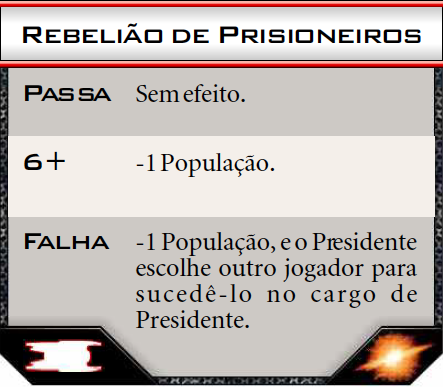 REBELIÃO DE PRISIONEIROS
PASSA Sem efeito.
6+ -1 População.
FALHA -1 População, e o Presidente
escolhe outro jogador para
sucedê-lo no cargo de
Presidente.